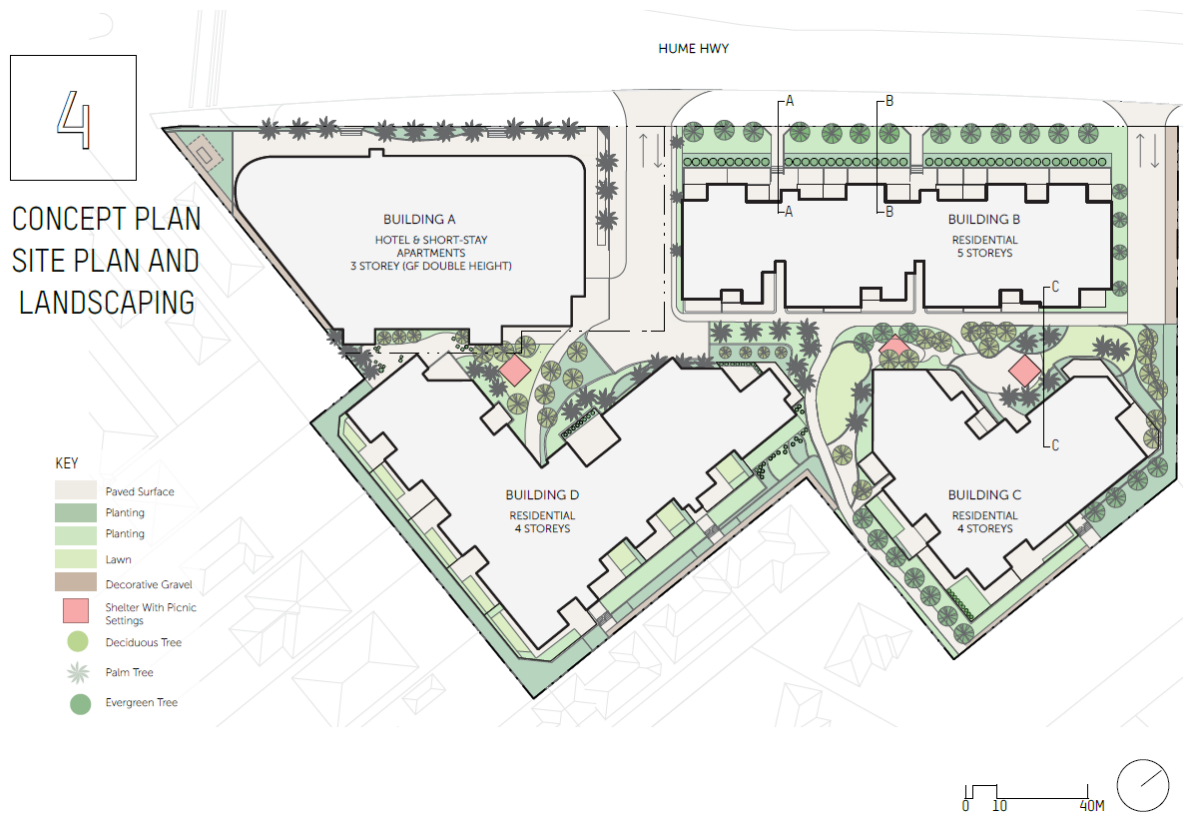 HUME HWY
4
CONCEPT PLAN
SITE PLAN AND
LANDSCAPING
A
B
A
B
BUILDING A
HOTEL & SHORT-STAY
APARTMENTS
3 STOREY (GF DOUBLE HEIGHT)
BUILDING B
RESIDENTIAL
5 STOREYS
C
C
BUILDING D
RESIDENTIAL
4 STOREYS
BUILDING C
RESIDENTIAL
4 STOREYS
KEY
Paved Surface
Planting
Planting
Lawn
Decorative Gravel
Shelter With Picnic
Settings
Deciduous Tree
Palm Tree
Evergreen Tree
0 10 40M